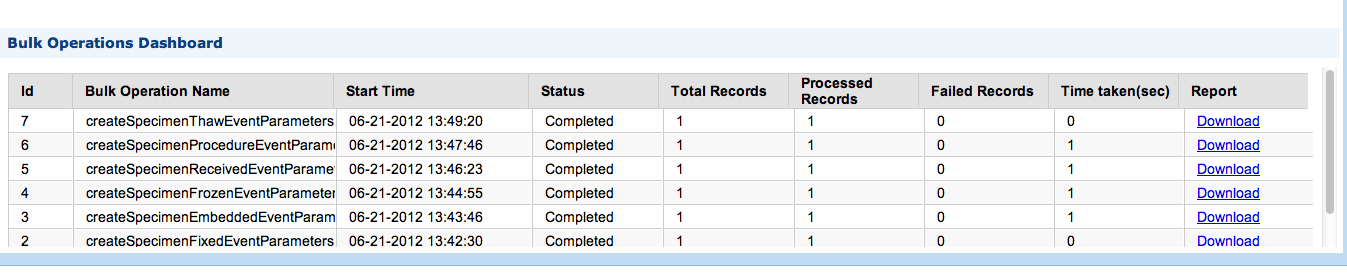 Bulk Operations Dashboard
Id Bulk Operation Name Start Time Status Total Records Processed Records Failed Records Time taken(sec) Report
7 createSpecimenThawEventParameters 06-21-2012 13:49:20 Completed 1 1 0 0 Download
6 createSpecimenProcedureEventParam 06-21-2012 13:47:46 Completed 1 1 0 1 Download
5 createSpecimenReceivedEventParame 06-21-2012 13:46:23 Completed 1 1 0 1 Download
4 createSpecimenFrozenEventParameter 06-21-2012 13:44:55 Completed 1 1 0 1 Download
3 createSpecimenEmbeddedEventParam 06-21-2012 13:43:46 Completed 1 1 0 1 Download
2 createSpecimenFixedEventParameters 06-21-2012 13:42:30 Completed 1 1 0 0 Download